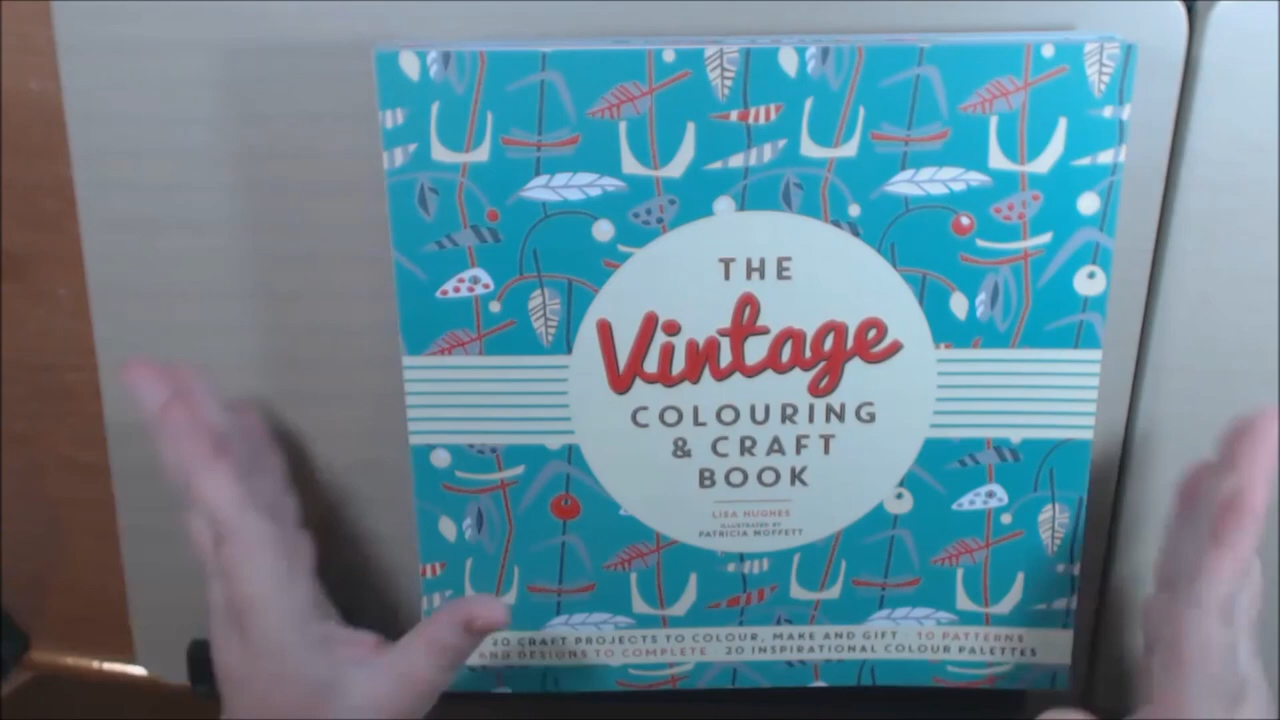 THE
Vintage
COLOURING
& CRAFT
BOOK
LISA HUGHES
ILLUSTRATED BY
PATRICIA MOFFETT
20 CRAFT PROJECTS TO COLOUR, MAKE AND GIFT · 10 PATTERNS
AND DESIGNS TO COMPLETE · 20 INSPIRATIONAL COLOUR PALETTES